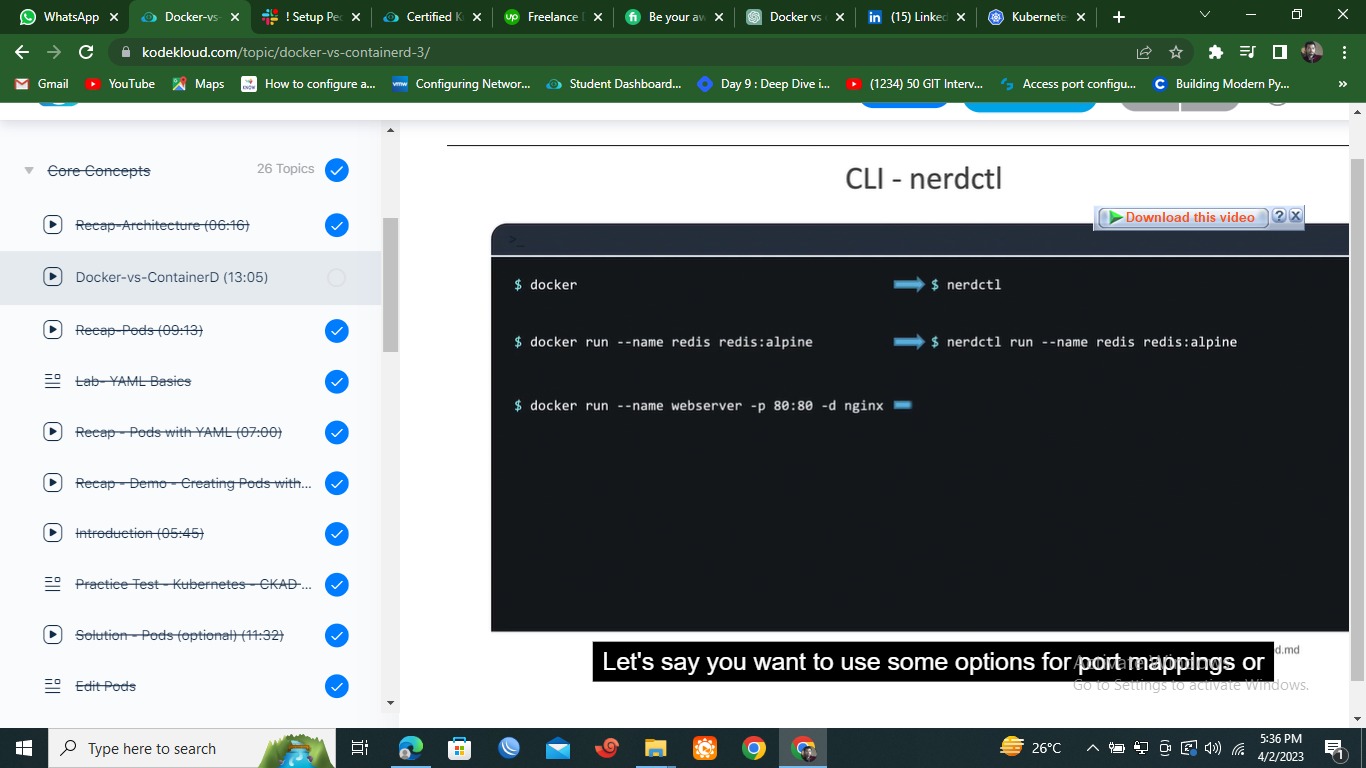 WhatsApp
Docker-vs-
! Setup Pec
Certified K
Freelance
Be your aw
Docker vs
(15) Linked
Kubernete
kodekloud.com/topic/docker-vs-containerd-3/
Gmail
YouTube
Maps
How to configure a...
Configuring Networ...
Student Dashboard...
Day 9 : Deep Dive i...
(1234) 50 GIT Interv...
Access port configu...
Building Modern Py...
»
Core Concepts
26 Topics
Recap-Architecture (06:16)
Docker-vs-ContainerD (13:05)
Recap-Pods (09:13)
Lab- YAML Basics
Recap - Pods with YAML (07:00)
Recap - Demo - Creating Pods with...
Introduction (05:45)
Practice Test - Kubernetes - CKAD ...
Solution - Pods (optional) (11:32)
Edit Pods
CLI - nerdctl
Download this video
>_
$ docker
$ nerdctl
$ docker run --name redis redis:alpine
$ nerdctl run --name redis redis:alpine
$ docker run --name webserver -p 80:80 -d nginx
d.md
Let's say you want to use some options for port mappings or
Activate Windows
Go to Settings to activate Windows.
Type here to search
26°C
5:36 PM
4/2/2023
1